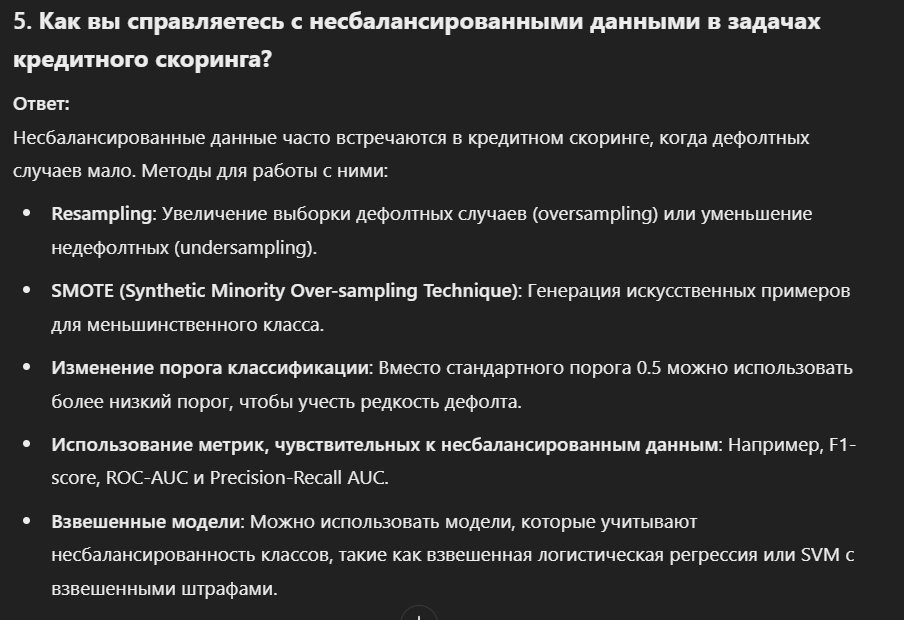 5. Как вы справляетесь с несбалансированными данными в задачах
кредитного скоринга?
Ответ:
Несбалансированные данные часто встречаются в кредитном скоринге, когда дефолтных
случаев мало. Методы для работы с ними:
• Resampling: Увеличение выборки дефолтных случаев (oversampling) или уменьшение
недефолтных (undersampling).
• SMOTE (Synthetic Minority Over-sampling Technique): Генерация искусственных примеров
для меньшинственного класса.
• Изменение порога классификации: Вместо стандартного порога 0.5 можно использовать
более низкий порог, чтобы учесть редкость дефолта.
• Использование метрик, чувствительных к несбалансированным данным: Например, F1-
score, ROC-AUC и Precision-Recall AUC.
• Взвешенные модели: Можно использовать модели, которые учитывают
несбалансированность классов, такие как взвешенная логистическая регрессия или SVM с
взвешенными штрафами.